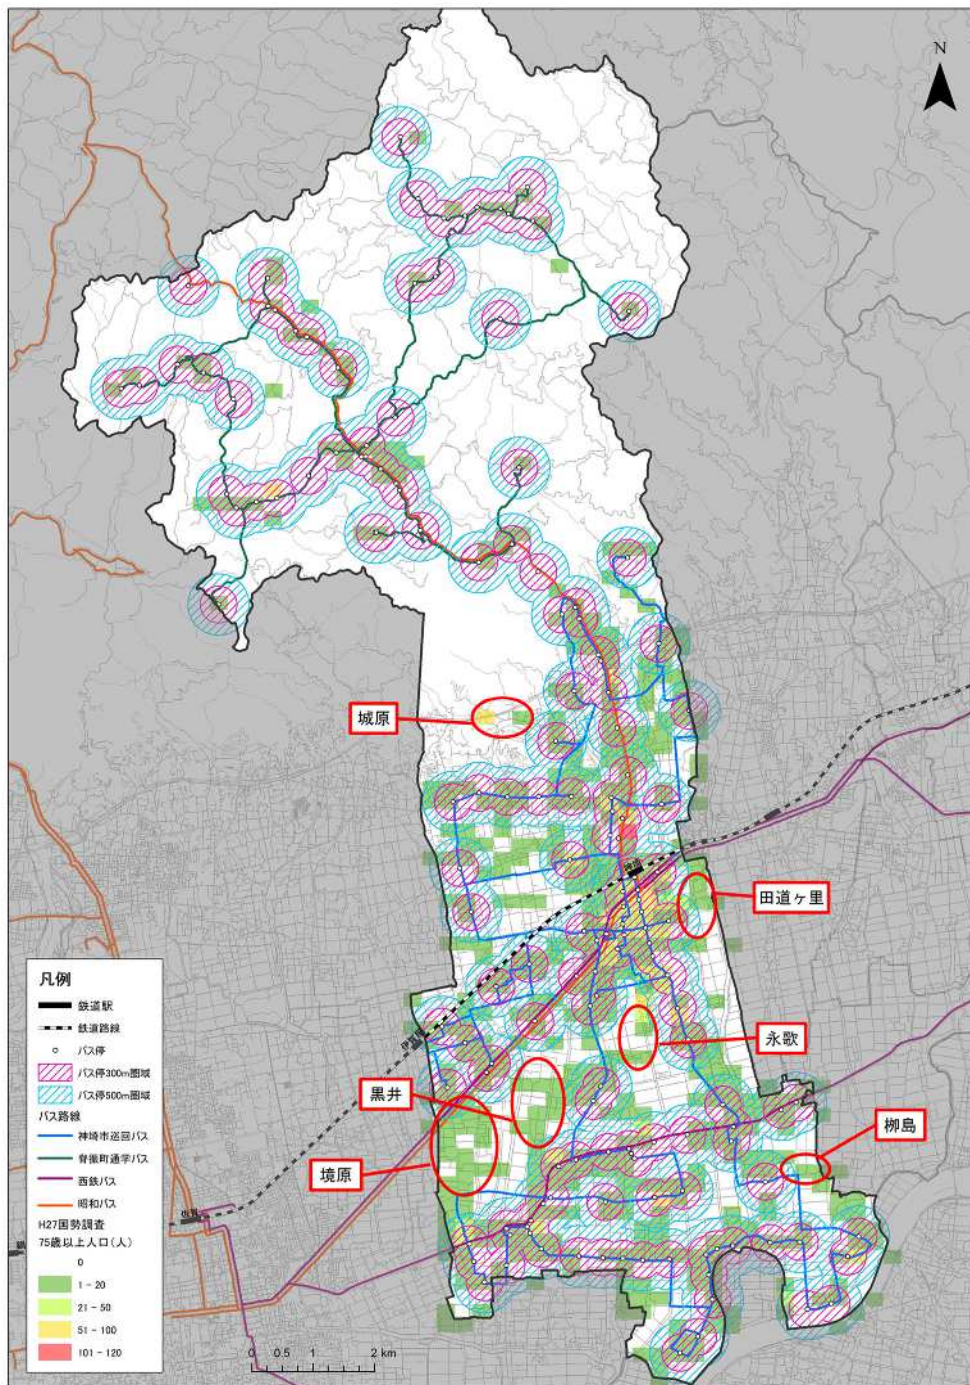 N
城原
神埼
田道ヶ里
永歌
黒井
栁島
境原
凡例
鉄道駅
鉄道路線
バス停
バス停300m圏域
バス停500m圏域
バス路線
神埼市巡回バス
脊振町通学バス
西鉄バス
昭和バス
H27国勢調査
75歳以上人口(人)
0
1 - 20
21 - 50
51 - 100
101 - 120
0 0.5 1 2 km